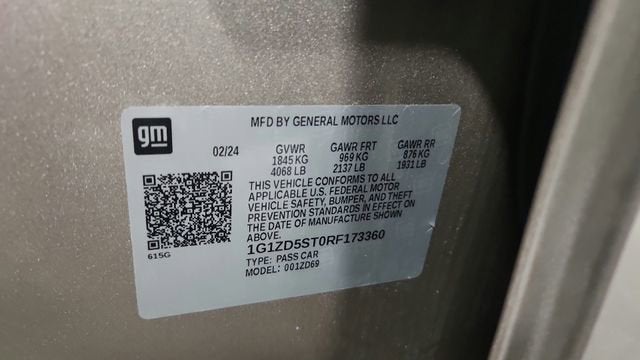 gm
MFD BY GENERAL MOTORS LLC
02/24 GVWR GAWR FRT GAWR RR
1845 KG 969 KG 876 KG
4068 LB 2137 LB 1931 LB
THIS VEHICLE CONFORMS TO ALL
APPLICABLE U.S. FEDERAL MOTOR
VEHICLE SAFETY, BUMPER, AND THEFT
PREVENTION STANDARDS IN EFFECT ON
THE DATE OF MANUFACTURE SHOWN
ABOVE.
1G1ZD5ST0RF173360
TYPE: PASS CAR
MODEL: 001ZD69
615G